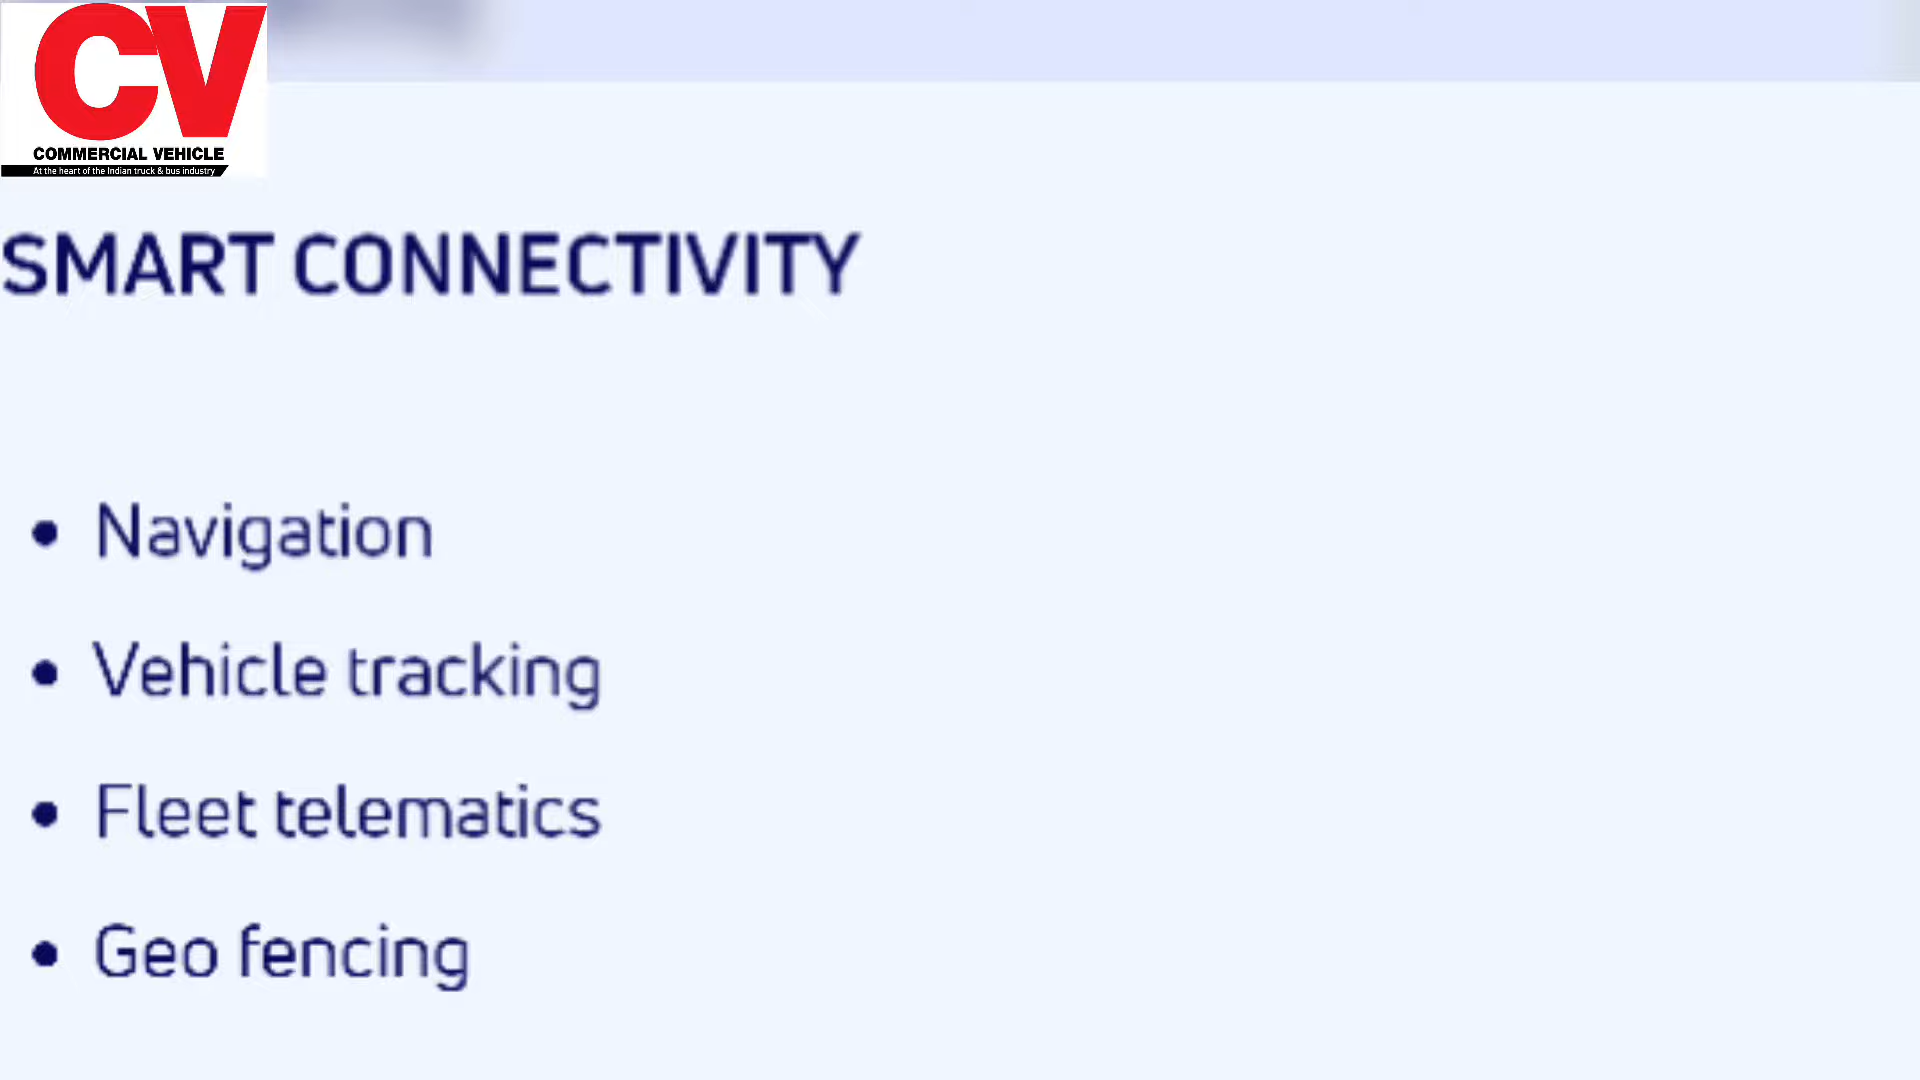 CV
COMMERCIAL VEHICLE
At the heart of the Indian truck & bus industry
SMART CONNECTIVITY
• Navigation
• Vehicle tracking
• Fleet telematics
• Geo fencing